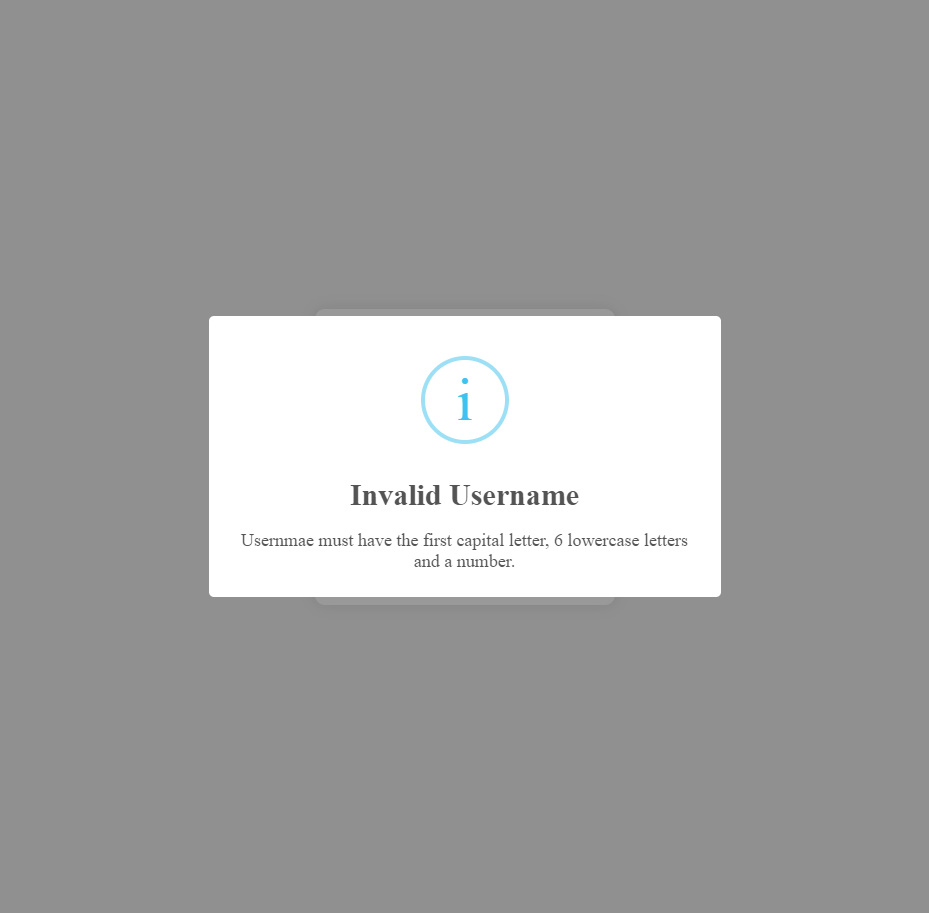 i
Invalid Username
Usernmae must have the first capital letter, 6 lowercase letters
and a number.